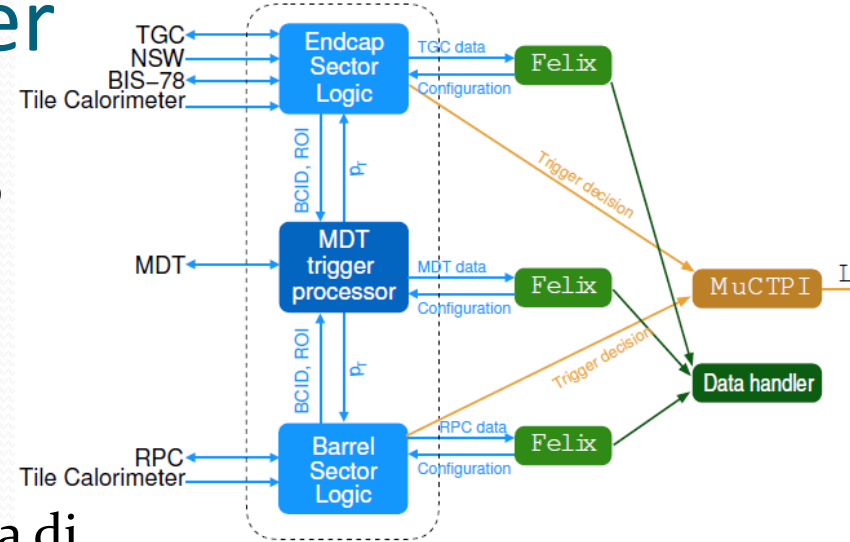 er
TGC
NSW
BIS–78
Tile Calorimeter
Endcap
Sector
Logic
TGC data
Configuration
Felix
BCID, ROI
pT
Trigger decision
MDT
MDT
trigger
processor
MDT data
Configuration
Felix
MuCTPI
L
Trigger decision
Data handler
BCID, ROI
pT
RPC
Tile Calorimeter
Barrel
Sector
Logic
RPC data
Configuration
Felix
a di